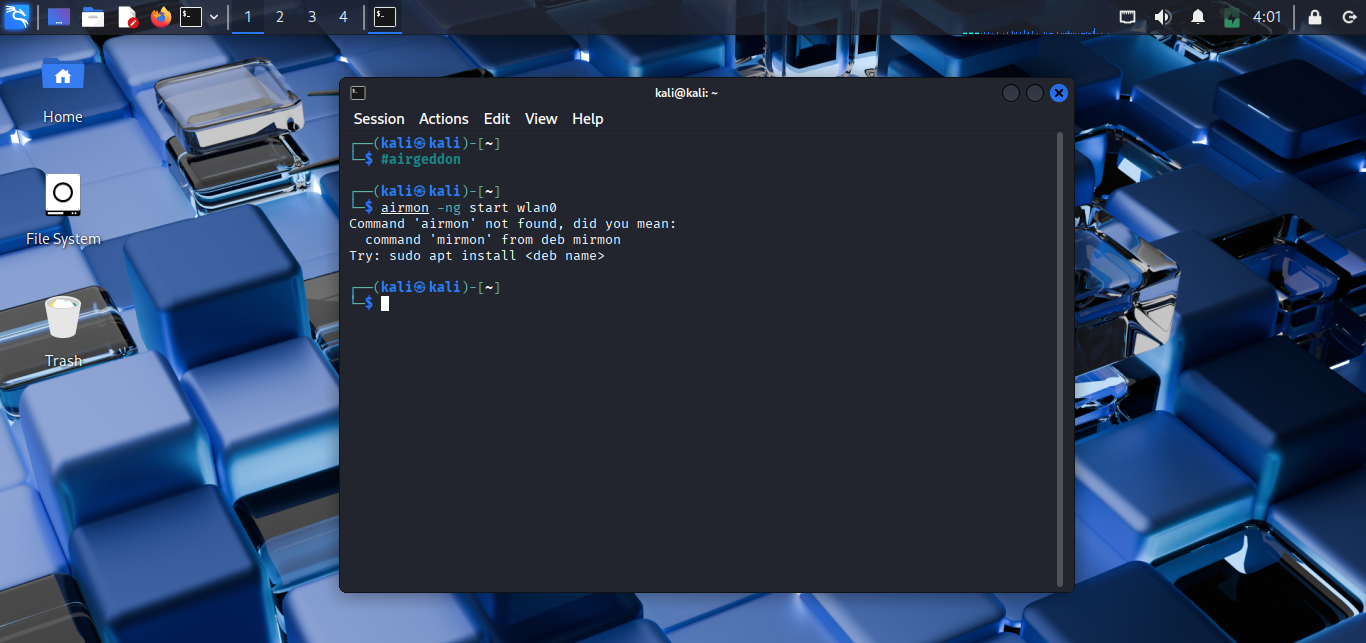 1 2 3 4 4:01
Home
File System
Trash
kali@kali: ~
Session Actions Edit View Help
┌──(kali㉿kali)-[~]
└─$ #airgeddon
┌──(kali㉿kali)-[~]
└─$ airmon -ng start wlan0
Command 'airmon' not found, did you mean:
command 'mirmon' from deb mirmon
Try: sudo apt install <deb name>
┌──(kali㉿kali)-[~]
└─$